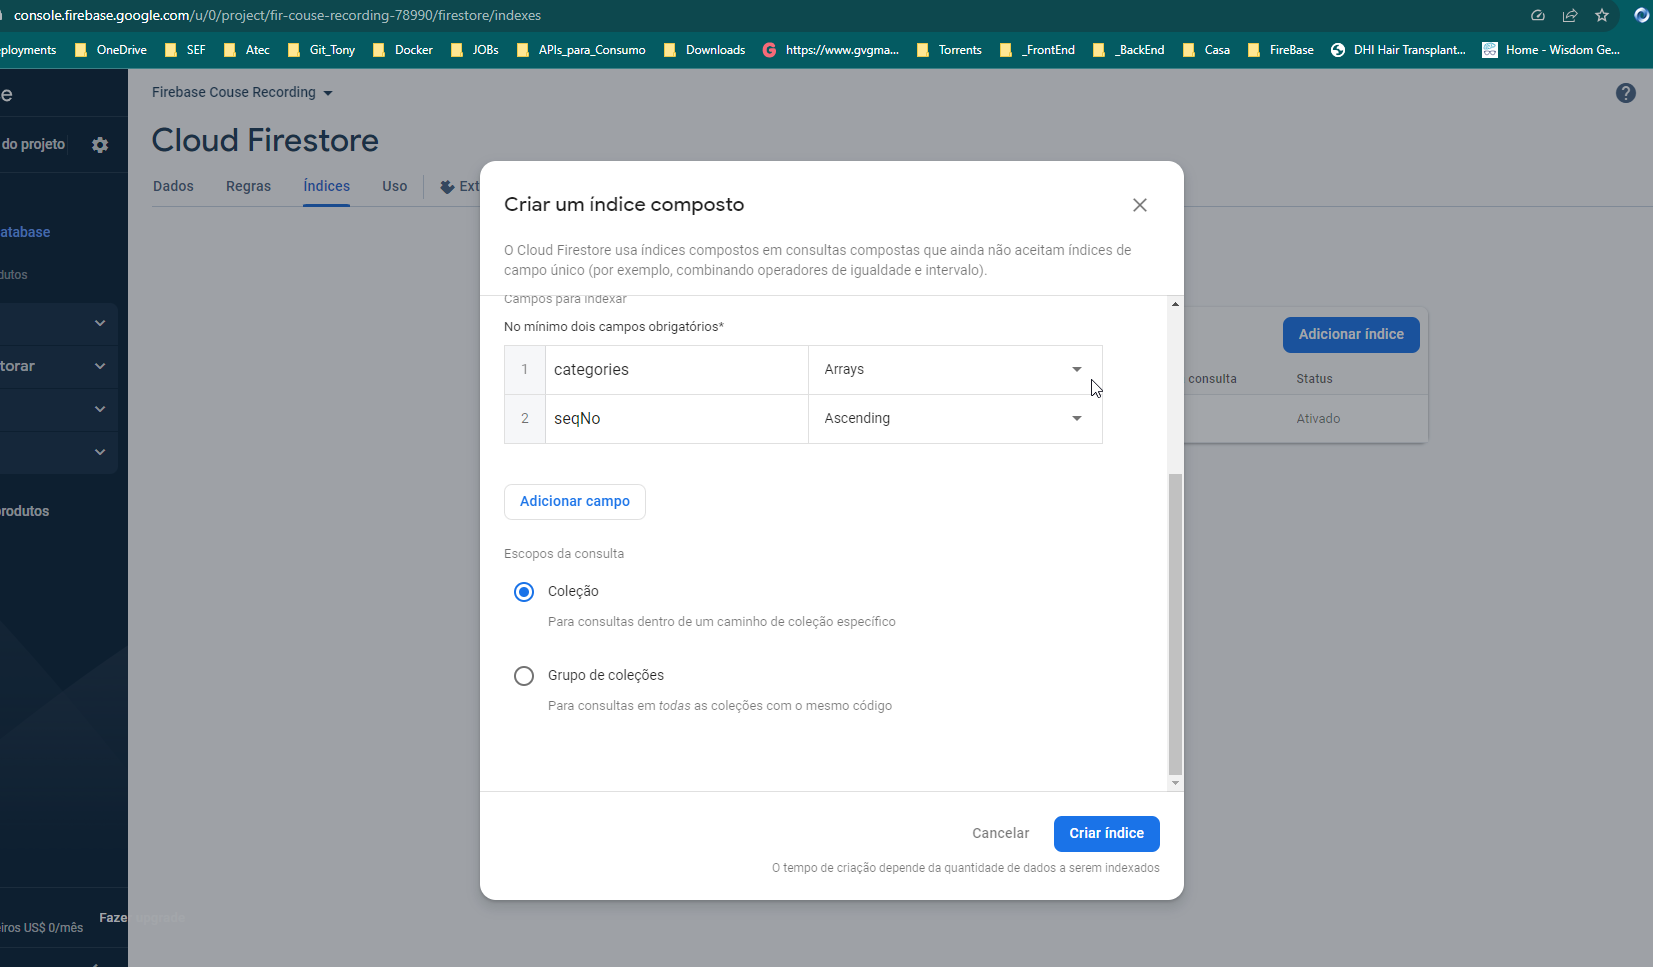 console.firebase.google.com/u/0/project/fir-couse-recording-78990/firestore/indexes
ployments OneDrive SEF Atec Git_Tony Docker JOBs APIs_para_Consumo Downloads https://www.gvgma... Torrents _FrontEnd _BackEnd Casa FireBase DHI Hair Transplant... Home - Wisdom Ge...
e
Firebase Couse Recording
do projeto
Cloud Firestore
Dados Regras Índices Uso Ext
atabase
dutos
torar
rodutos
iros US$ 0/mês
Faze
Criar um índice composto
O Cloud Firestore usa índices compostos em consultas compostas que ainda não aceitam índices de
campo único (por exemplo, combinando operadores de igualdade e intervalo).
Campos para indexar
No mínimo dois campos obrigatórios*
1 categories Arrays
2 seqNo Ascending
Adicionar campo
Escopos da consulta
Coleção
Para consultas dentro de um caminho de coleção específico
Grupo de coleções
Para consultas em todas as coleções com o mesmo código
Cancelar Criar índice
O tempo de criação depende da quantidade de dados a serem indexados
Adicionar índice
consulta Status
Ativado